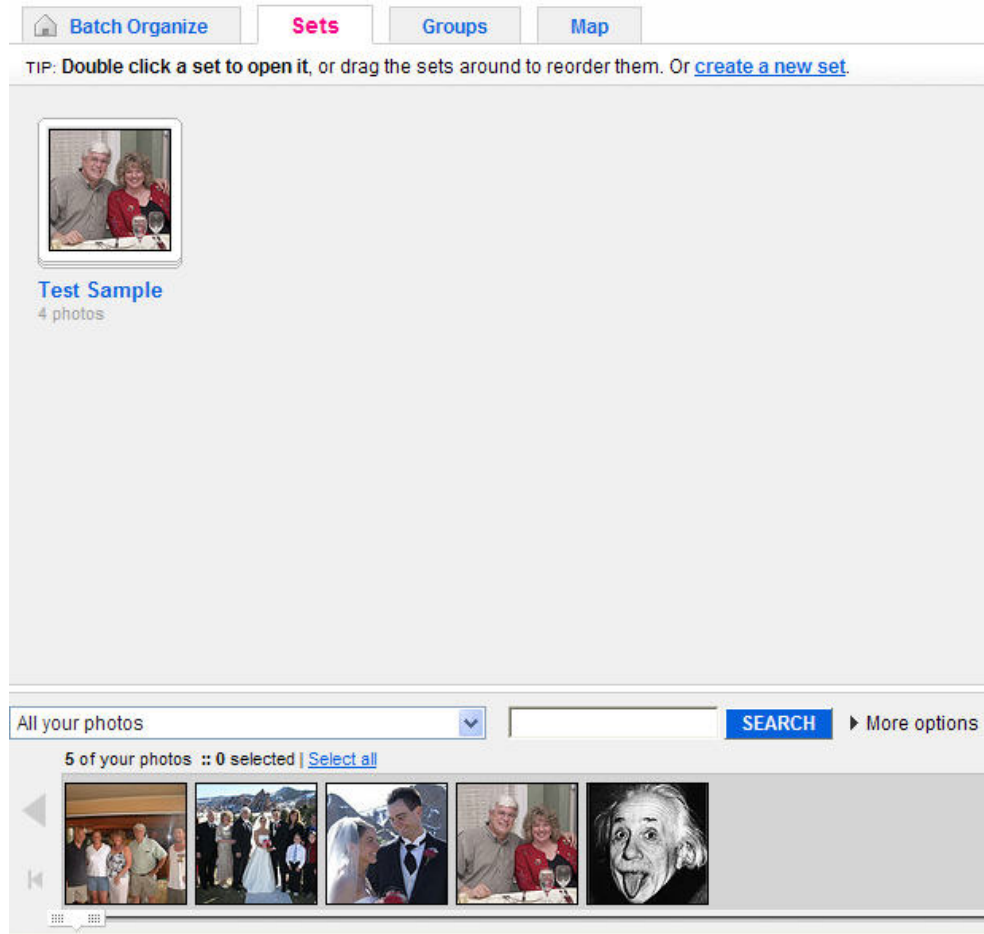 Batch Organize
Sets
Groups
Map
TIP: Double click a set to open it, or drag the sets around to reorder them. Or create a new set.
Test Sample
4 photos
All your photos
SEARCH
More options
5 of your photos :: 0 selected | Select all